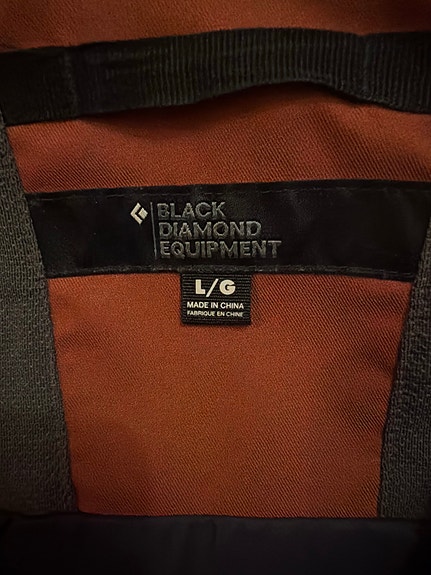 BLACK
DIAMOND
EQUIPMENT
L/G
MADE IN CHINA
FABRIQUE EN CHINE